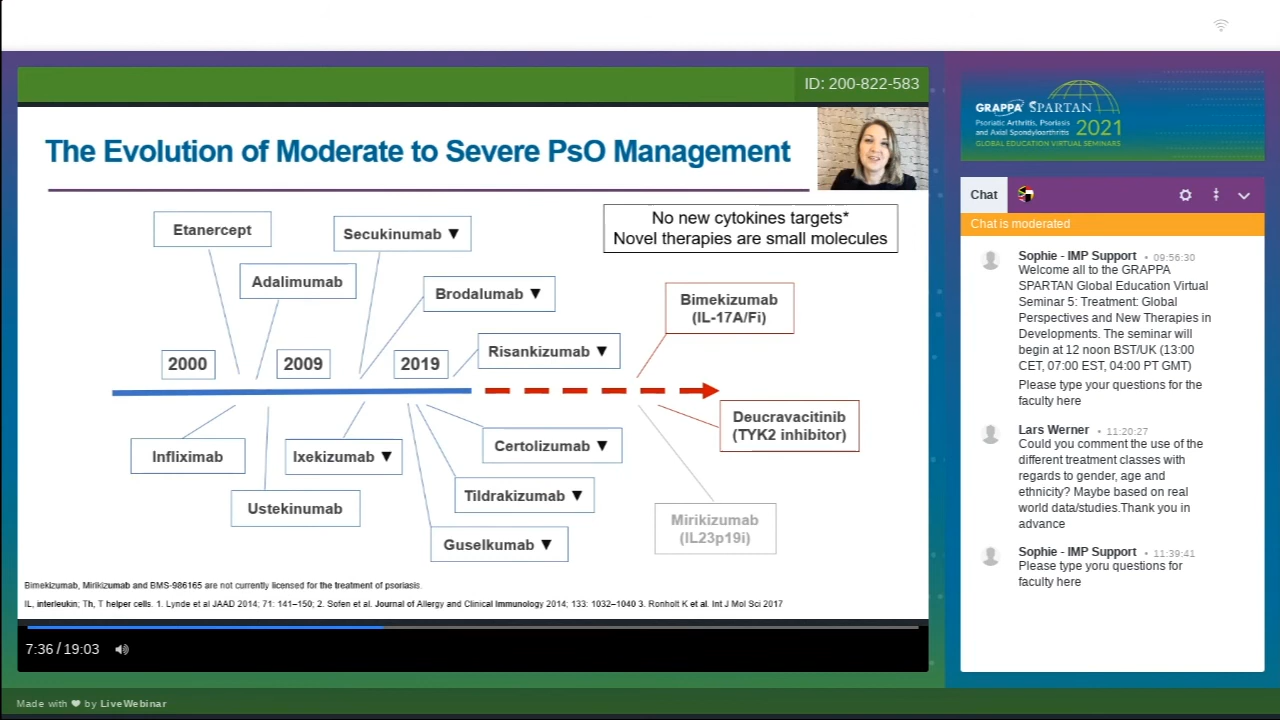 ID: 200-822-583
The Evolution of Moderate to Severe PsO Management
No new cytokines targets*
Novel therapies are small molecules
Etanercept
Secukinumab ▼
Adalimumab
Brodalumab ▼
Bimekizumab
(IL-17A/Fi)
Risankizumab ▼
2000
2009
2019
Deucravacitinib
(TYK2 inhibitor)
Infliximab
Ixekizumab ▼
Certolizumab ▼
Ustekinumab
Tildrakizumab ▼
Guselkumab ▼
Mirikizumab
(IL23p19i)
Bimekizumab, Mirikizumab and BMS-986165 are not currently licensed for the treatment of psoriasis.
IL, interleukin; Th, T helper cells. 1. Lynde et al JAAD 2014; 71: 141–150; 2. Sofen et al. Journal of Allergy and Clinical Immunology 2014; 133: 1032–1040 3. Ronholt K et al. Int J Mol Sci 2017
7:36 / 19:03
GRAPPA SPARTAN
Psoriatic Arthritis, Psoriasis
and Axial Spondyloarthritis 2021
GLOBAL EDUCATION VIRTUAL SEMINARS
Chat
Chat is moderated
Sophie - IMP Support • 09:56:30
Welcome all to the GRAPPA
SPARTAN Global Education Virtual
Seminar 5: Treatment: Global
Perspectives and New Therapies in
Developments. The seminar will
begin at 12 noon BST/UK (13:00
CET, 07:00 EST, 04:00 PT GMT)
Please type your questions for the
faculty here
Lars Werner • 11:20:27
Could you comment the use of the
different treatment classes with
regards to gender, age and
ethnicity? Maybe based on real
world data/studies.Thank you in
advance
Sophie - IMP Support • 11:39:41
Please type yoru questions for
faculty here
Made with ❤ by LiveWebinar